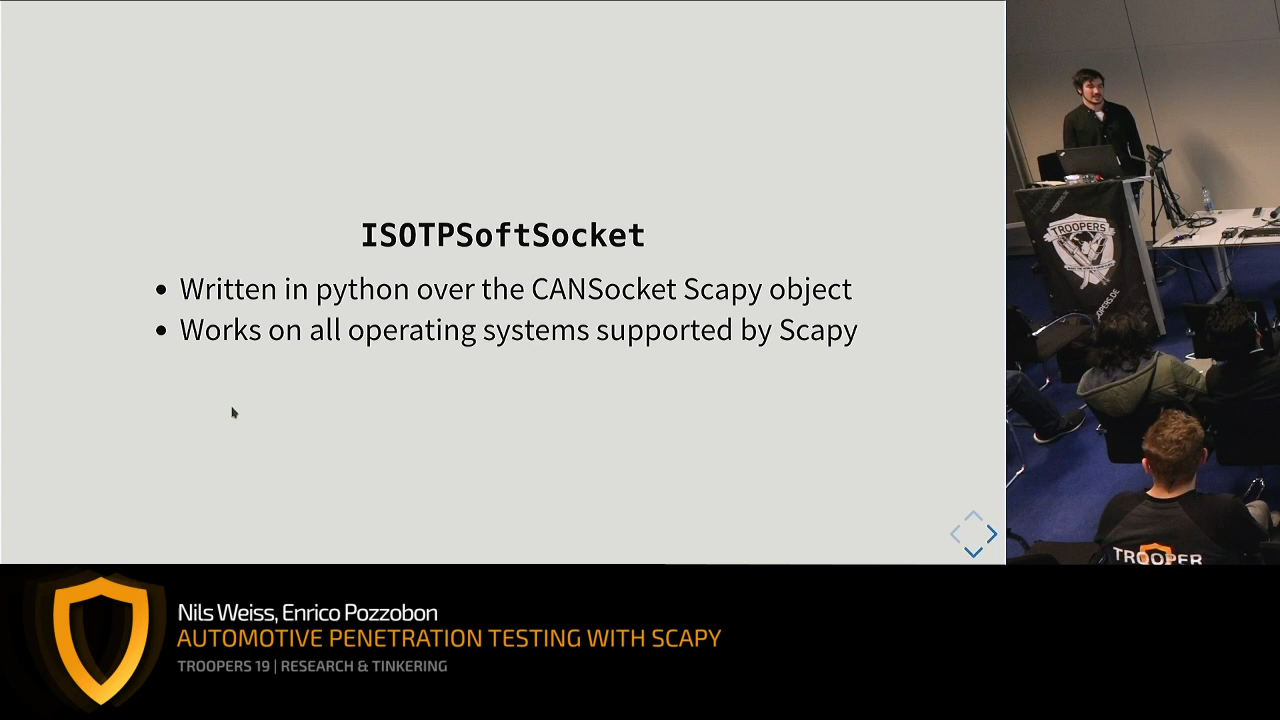 ISOTPSoftSocket
• Written in python over the CANSocket Scapy object
• Works on all operating systems supported by Scapy
TROOPERS
TROOPER
Nils Weiss, Enrico Pozzobon
AUTOMOTIVE PENETRATION TESTING WITH SCAPY
TROOPERS 19 | RESEARCH & TINKERING